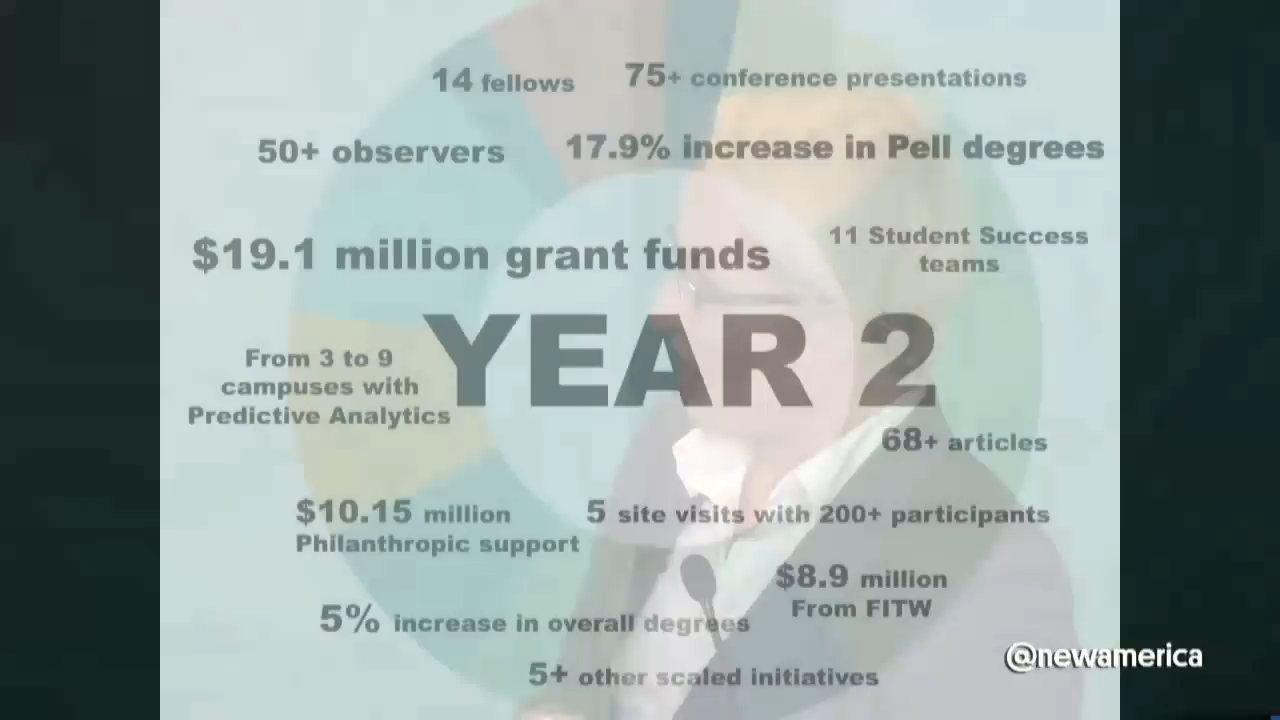 14 fellows
75+ conference presentations
50+ observers
17.9% increase in Pell degrees
$19.1 million grant funds
11 Student Success
teams
YEAR 2
From 3 to 9
campuses with
Predictive Analytics
68+ articles
$10.15 million
Philanthropic support
5 site visits with 200+ participants
$8.9 million
From FITW
5% increase in overall degrees
5+ other scaled initiatives
@newamerica